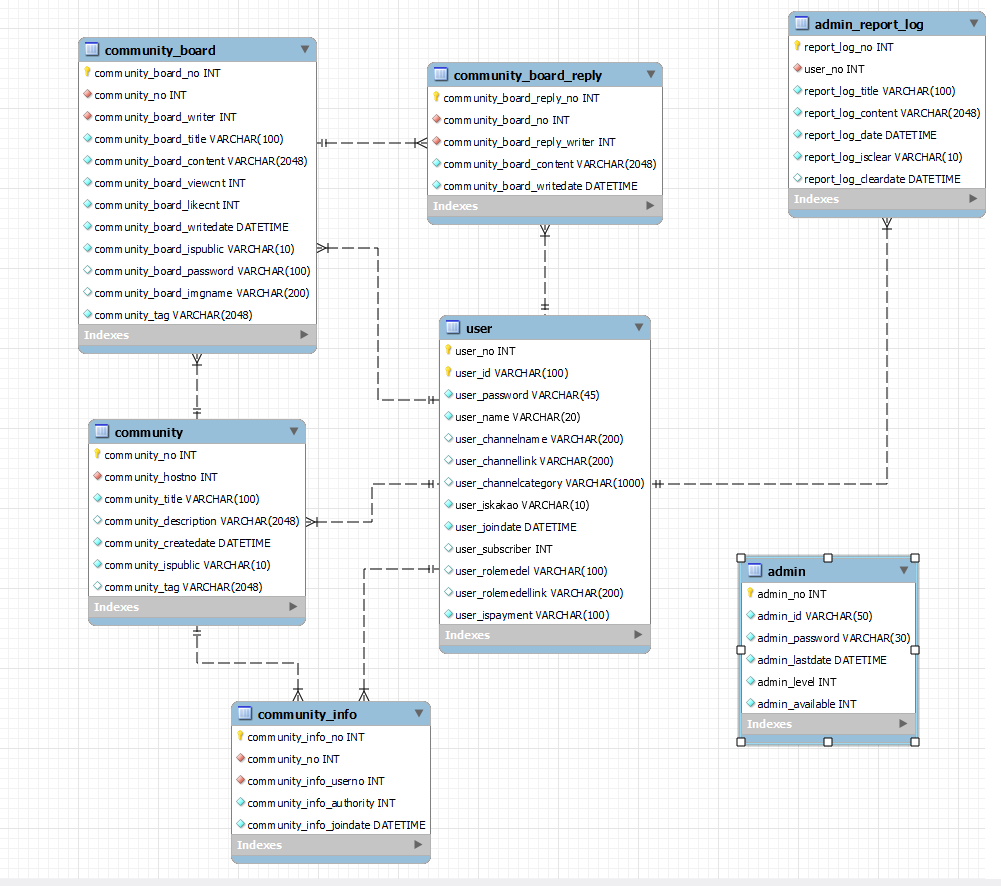 community_board
community_board_no INT
community_no INT
community_board_writer INT
community_board_title VARCHAR(100)
community_board_content VARCHAR(2048)
community_board_viewcnt INT
community_board_likecnt INT
community_board_writedate DATETIME
community_board_ispublic VARCHAR(10)
community_board_password VARCHAR(100)
community_board_imgname VARCHAR(200)
community_tag VARCHAR(2048)
Indexes
community_board_reply
community_board_reply_no INT
community_board_no INT
community_board_reply_writer INT
community_board_content VARCHAR(2048)
community_board_writedate DATETIME
Indexes
admin_report_log
report_log_no INT
user_no INT
report_log_title VARCHAR(100)
report_log_content VARCHAR(2048)
report_log_date DATETIME
report_log_isclear VARCHAR(10)
report_log_cleardate DATETIME
Indexes
community
community_no INT
community_hostno INT
community_title VARCHAR(100)
community_description VARCHAR(2048)
community_createdate DATETIME
community_ispublic VARCHAR(10)
community_tag VARCHAR(2048)
Indexes
user
user_no INT
user_id VARCHAR(100)
user_password VARCHAR(45)
user_name VARCHAR(20)
user_channelname VARCHAR(200)
user_channellink VARCHAR(200)
user_channelcategory VARCHAR(1000)
user_iskakao VARCHAR(10)
user_joindate DATETIME
user_subscriber INT
user_rolemedel VARCHAR(100)
user_rolemedellink VARCHAR(200)
user_ispayment VARCHAR(100)
Indexes
admin
admin_no INT
admin_id VARCHAR(50)
admin_password VARCHAR(30)
admin_lastdate DATETIME
admin_level INT
admin_available INT
Indexes
community_info
community_info_no INT
community_no INT
community_info_userno INT
community_info_authority INT
community_info_joindate DATETIME
Indexes